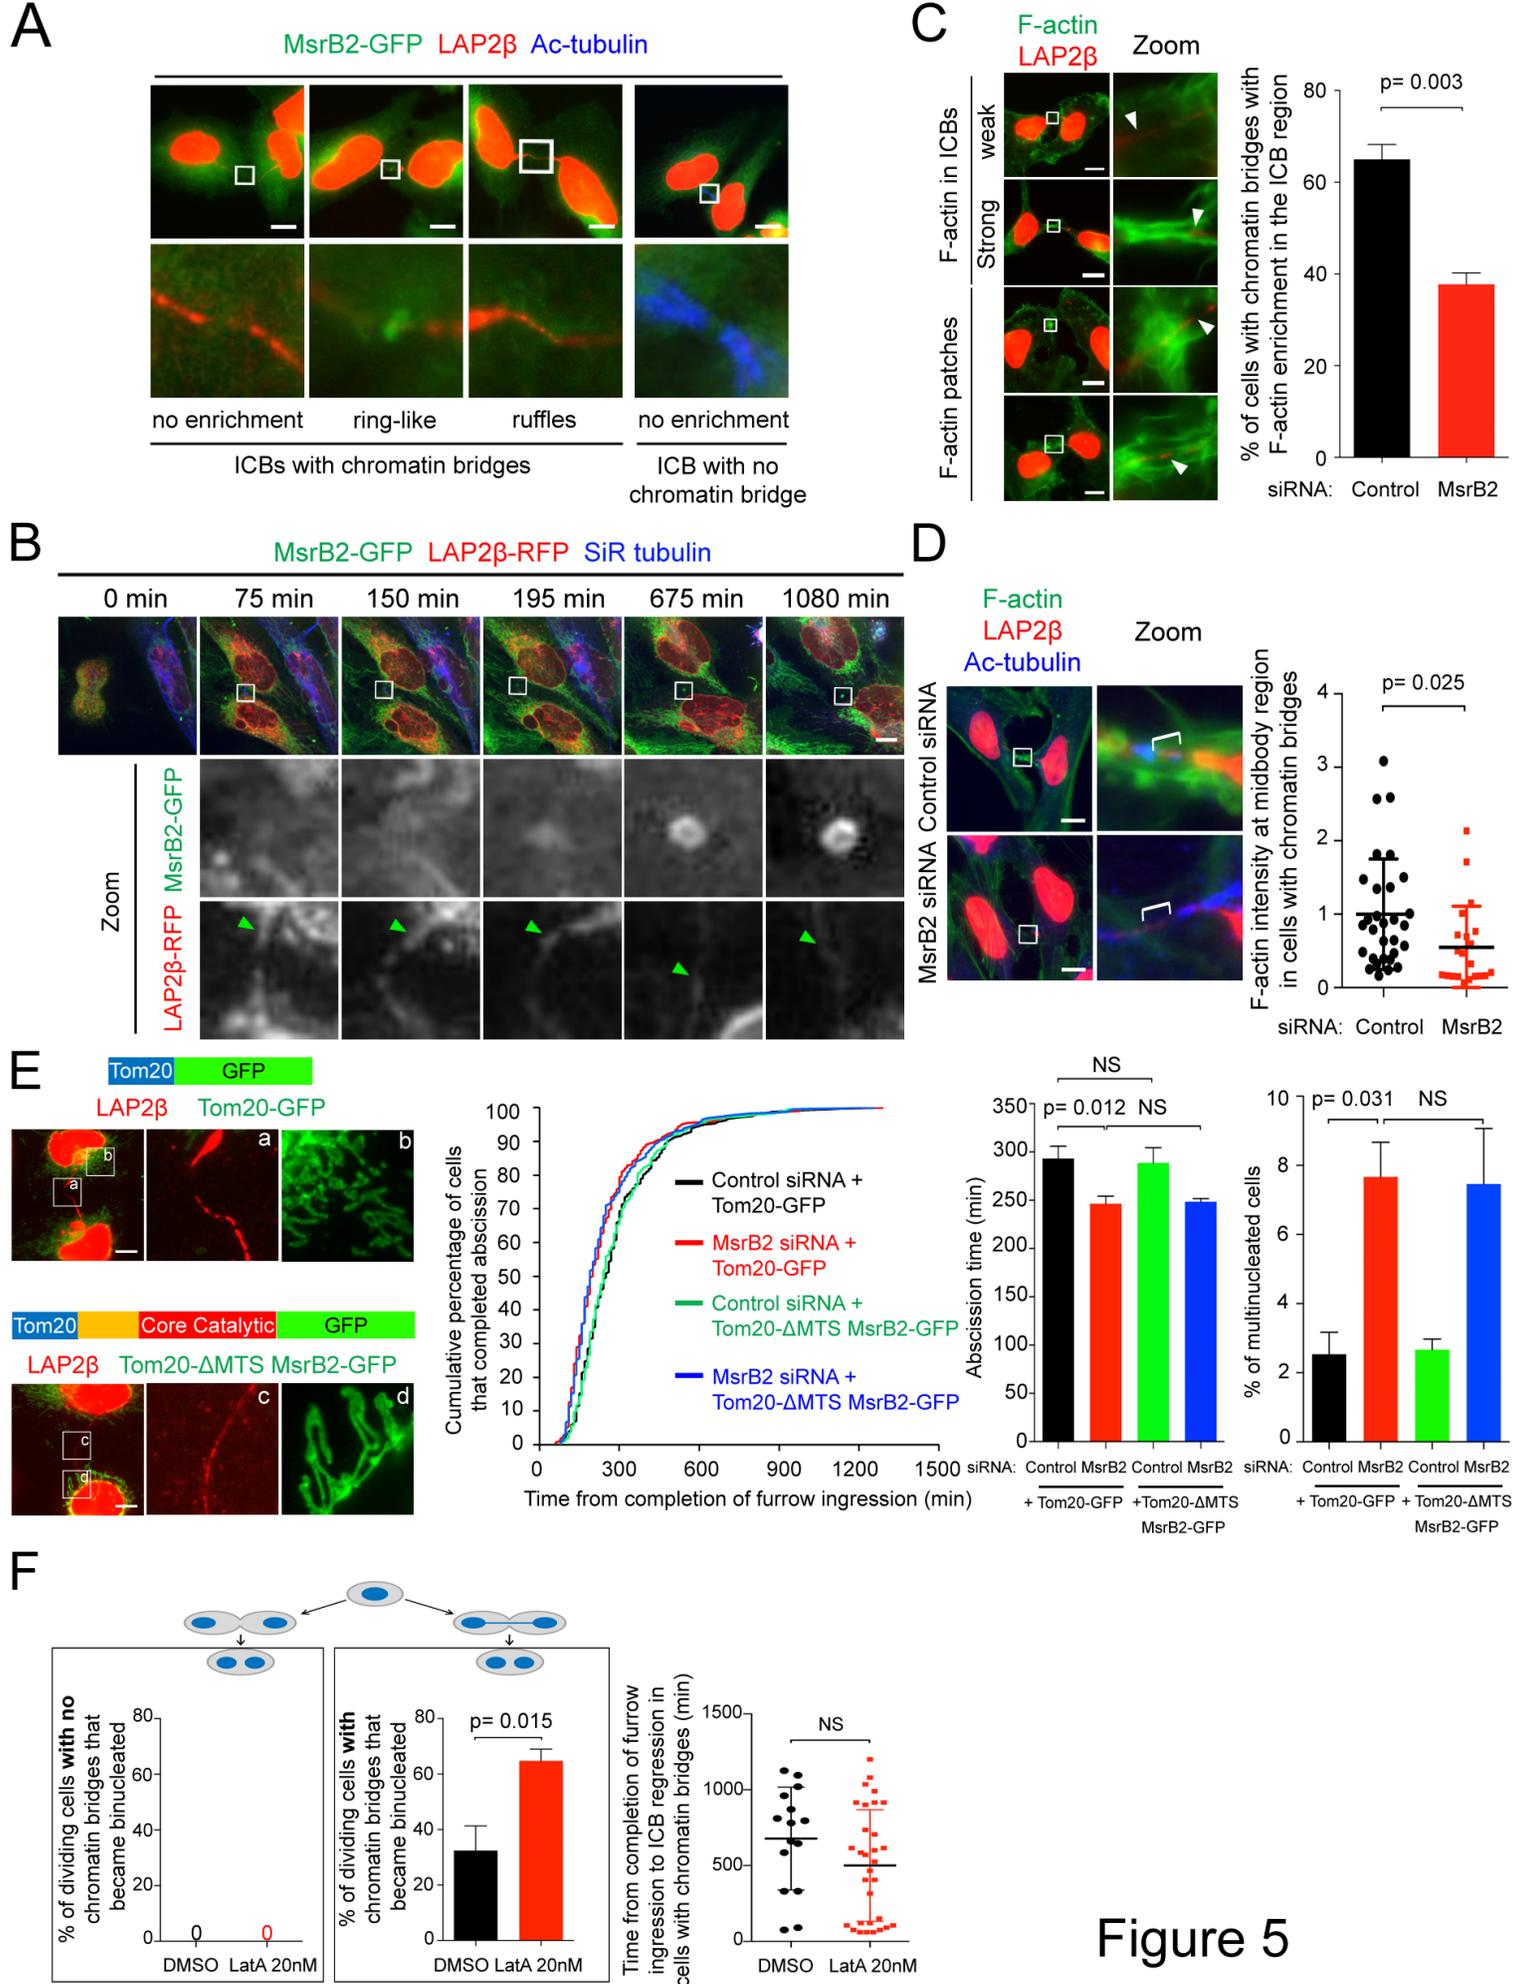 A
MsrB2-GFP LAP2β Ac-tubulin
no enrichment
ring-like
ruffles
no enrichment
ICBs with chromatin bridges
ICB with no
chromatin bridge
B
MsrB2-GFP LAP2β-RFP SiR tubulin
0 min 75 min 150 min 195 min 675 min 1080 min
Zoom
MsrB2-GFP
LAP2β-RFP
C
F-actin
LAP2β
Zoom
F-actin in ICBs
weak
Strong
F-actin patches
% of cells with chromatin bridges with
F-actin enrichment in the ICB region
80
60
40
20
0
p= 0.003
siRNA: Control MsrB2
D
F-actin
LAP2β
Ac-tubulin
Zoom
Control siRNA
MsrB2 siRNA
F-actin intensity at midbody region
in cells with chromatin bridges
4
3
2
1
0
p= 0.025
siRNA: Control MsrB2
E
Tom20 GFP
LAP2β Tom20-GFP
a
b
a
b
Tom20 Core Catalytic GFP
LAP2β Tom20-ΔMTS MsrB2-GFP
c
d
c
d
Cumulative percentage of cells
that completed abscission
100
90
80
70
60
50
40
30
20
10
0
0 300 600 900 1200 1500
Time from completion of furrow ingression (min)
Control siRNA +
Tom20-GFP
MsrB2 siRNA +
Tom20-GFP
Control siRNA +
Tom20-ΔMTS MsrB2-GFP
MsrB2 siRNA +
Tom20-ΔMTS MsrB2-GFP
Abscission time (min)
350
300
250
200
150
100
50
0
NS
p= 0.012 NS
siRNA: Control MsrB2 Control MsrB2
+ Tom20-GFP +Tom20-ΔMTS
MsrB2-GFP
% of multinucleated cells
10
8
6
4
2
0
p= 0.031 NS
siRNA: Control MsrB2 Control MsrB2
+ Tom20-GFP + Tom20-ΔMTS
MsrB2-GFP
F
% of dividing cells with no
chromatin bridges that
became binucleated
80
60
40
20
0
0 0
DMSO LatA 20nM
% of dividing cells with
chromatin bridges that
became binucleated
80
60
40
20
0
p= 0.015
DMSO LatA 20nM
Time from completion of furrow
ingression to ICB regression in
cells with chromatin bridges (min)
1500
1000
500
0
NS
DMSO LatA 20nM
Figure 5